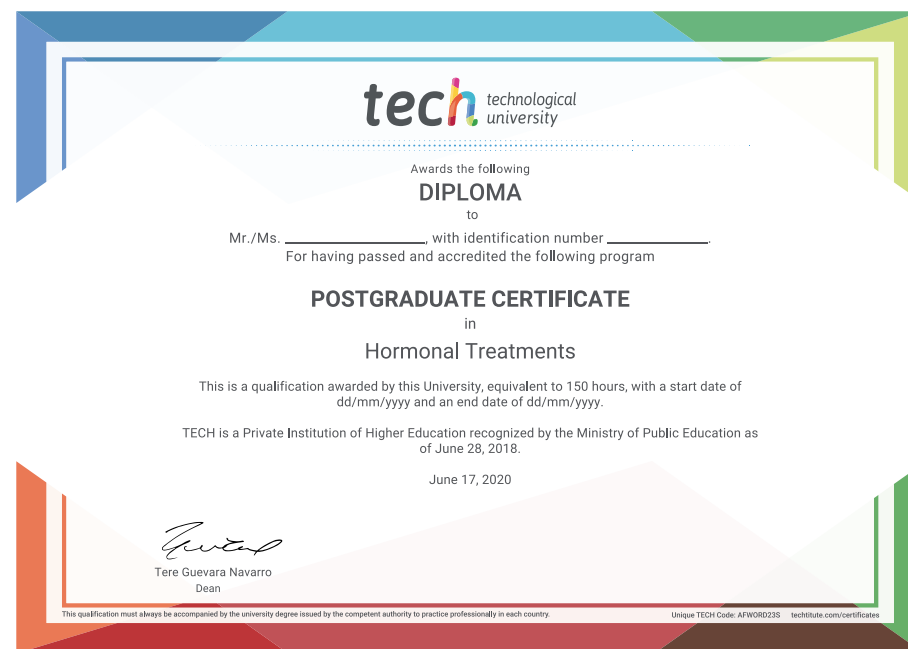 tech technological
university
Awards the following
DIPLOMA
to
Mr./Ms. ____________________, with identification number ______________.
For having passed and accredited the following program
POSTGRADUATE CERTIFICATE
in
Hormonal Treatments
This is a qualification awarded by this University, equivalent to 150 hours, with a start date of
dd/mm/yyyy and an end date of dd/mm/yyyy.
TECH is a Private Institution of Higher Education recognized by the Ministry of Public Education as
of June 28, 2018.
June 17, 2020
Tere Guevara Navarro
Dean
This qualification must always be accompanied by the university degree issued by the competent authority to practice professionally in each country. Unique TECH Code: AFWORD23S techtitute.com/certificates